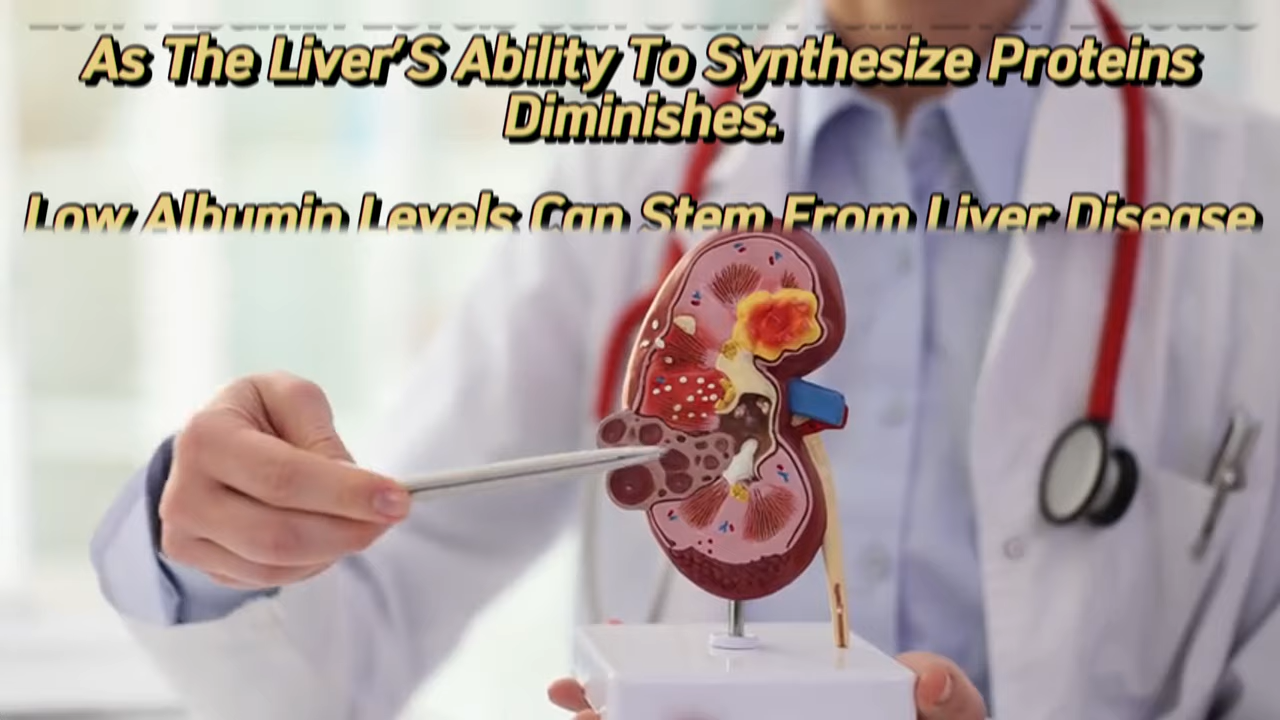 As The Liver'S Ability To Synthesize Proteins
Diminishes.
Low Albumin Levels Can Stem From Liver Disease